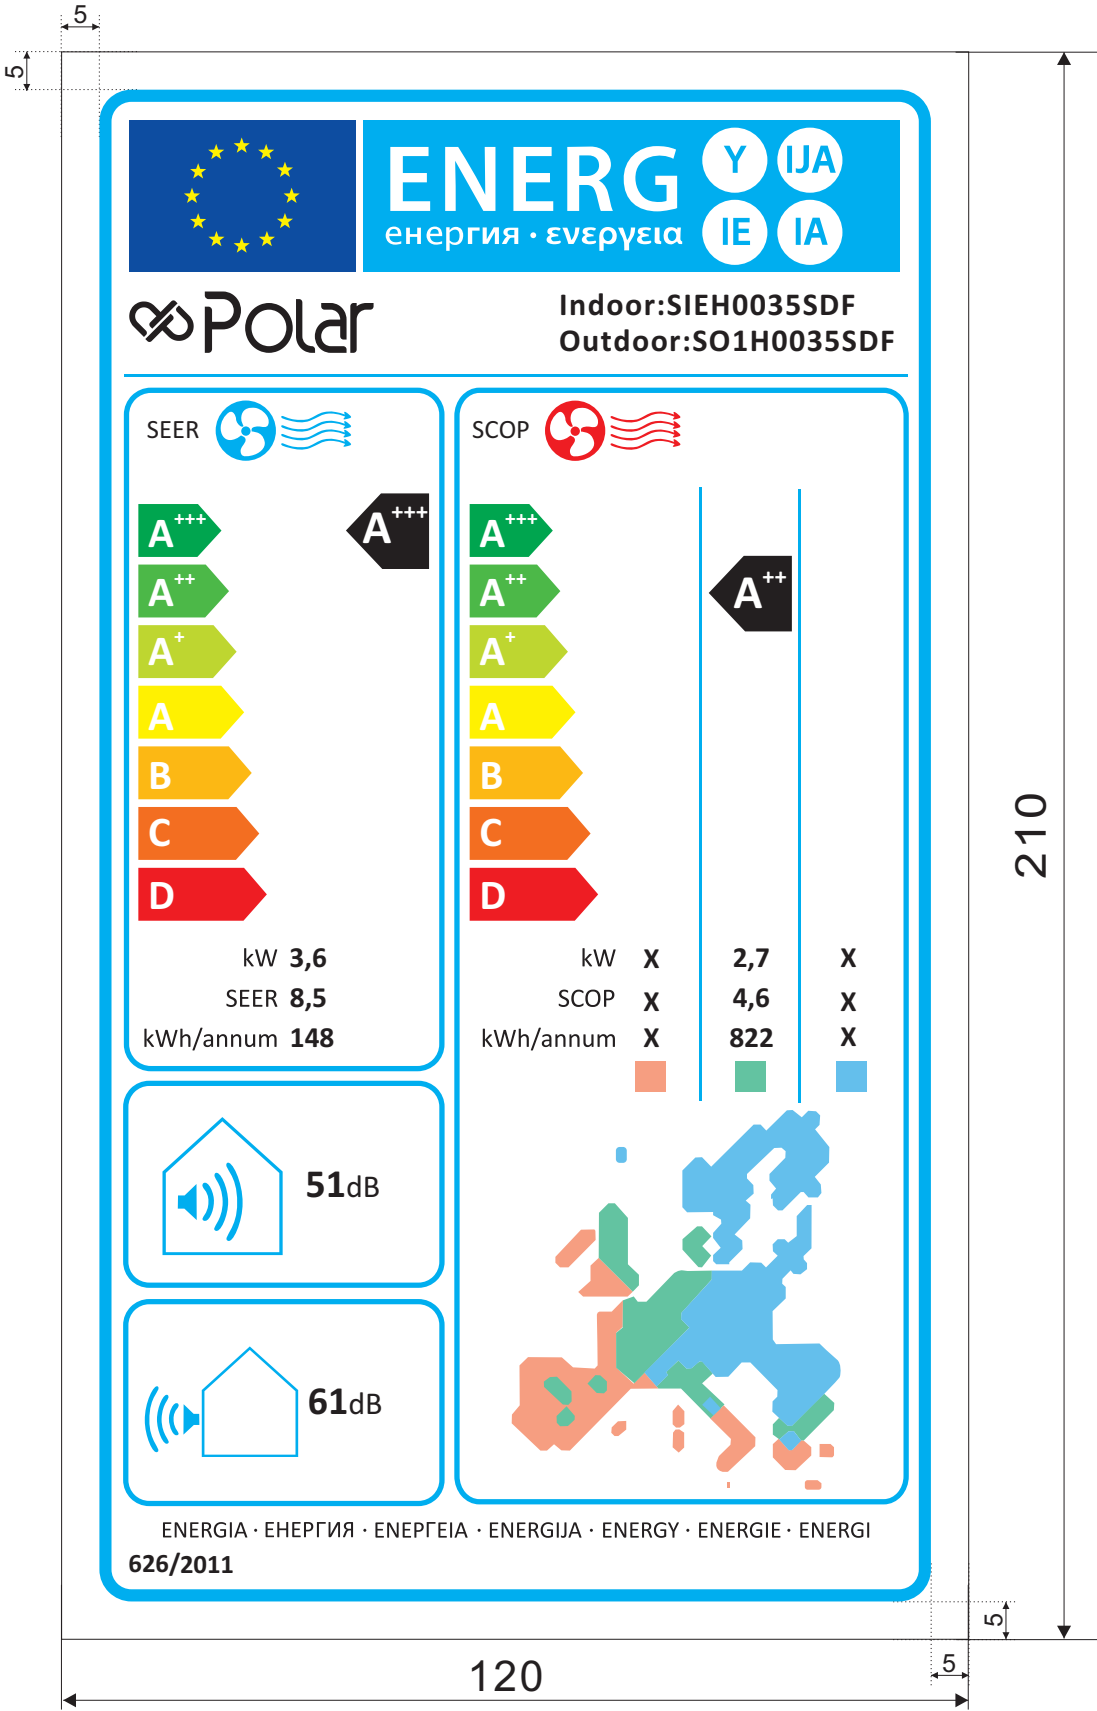 5
5
ENERG Y IJA
IE IA
енергия · ενεργεια
Polar
Indoor:SIEH0035SDF
Outdoor:SO1H0035SDF
SEER
A+++
A+++
A++
A+
A
B
C
D
kW 3,6
SEER 8,5
kWh/annum 148
SCOP
A+++
A++
A++
A+
A
B
C
D
kW X 2,7 X
SCOP X 4,6 X
kWh/annum X 822 X
51dB
61dB
ENERGIA · ЕНЕРГИЯ · ΕΝΕΡΓΕΙΑ · ENERGIJA · ENERGY · ENERGIE · ENERGI
626/2011
210
5
5
120